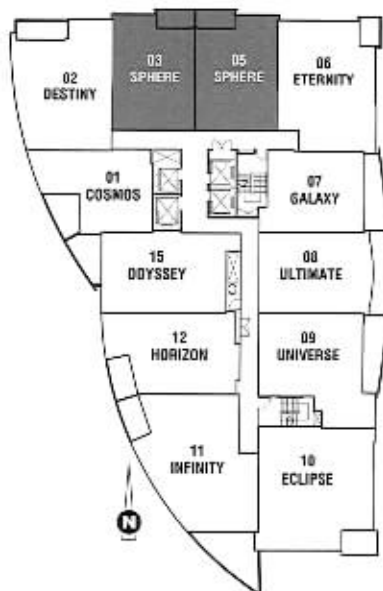 02
DESTINY
03
SPHERE
05
SPHERE
06
ETERNITY
01
COSMOS
07
GALAXY
15
ODYSSEY
08
ULTIMATE
12
HORIZON
09
UNIVERSE
11
INFINITY
10
ECLIPSE
N